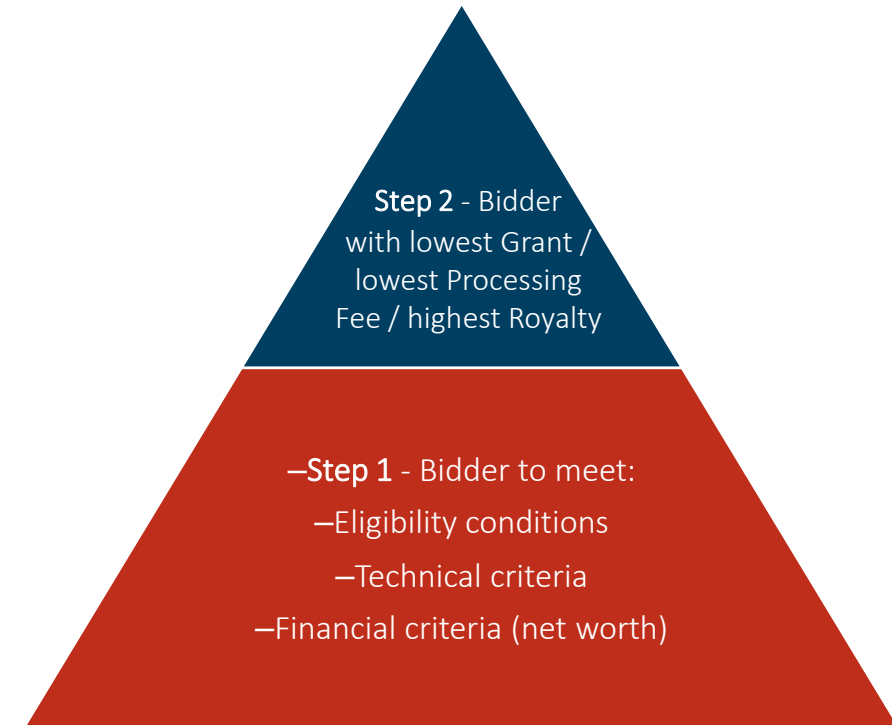 Step 2 - Bidder
with lowest Grant /
lowest Processing
Fee / highest Royalty
–Step 1 - Bidder to meet:
–Eligibility conditions
–Technical criteria
–Financial criteria (net worth)